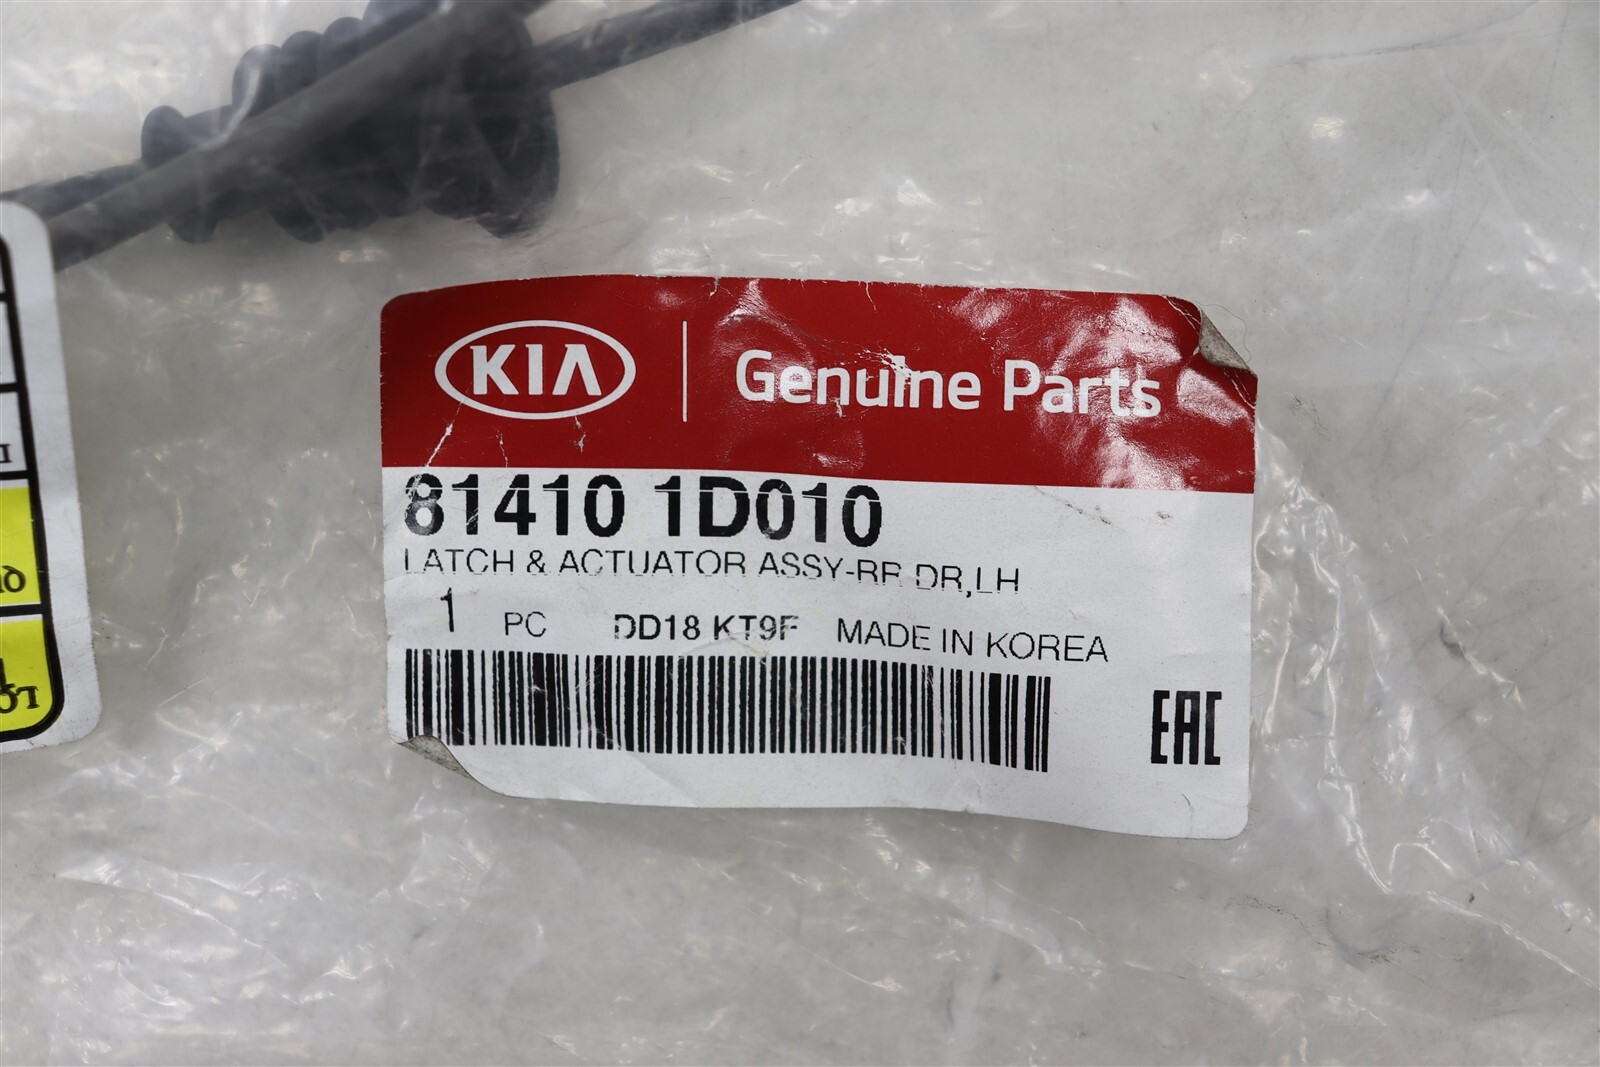 KIA Genuine Parts
81410 1D010
LATCH & ACTUATOR ASSY-RR DR,LH
1 PC DD18 KT9F MADE IN KOREA
EAC